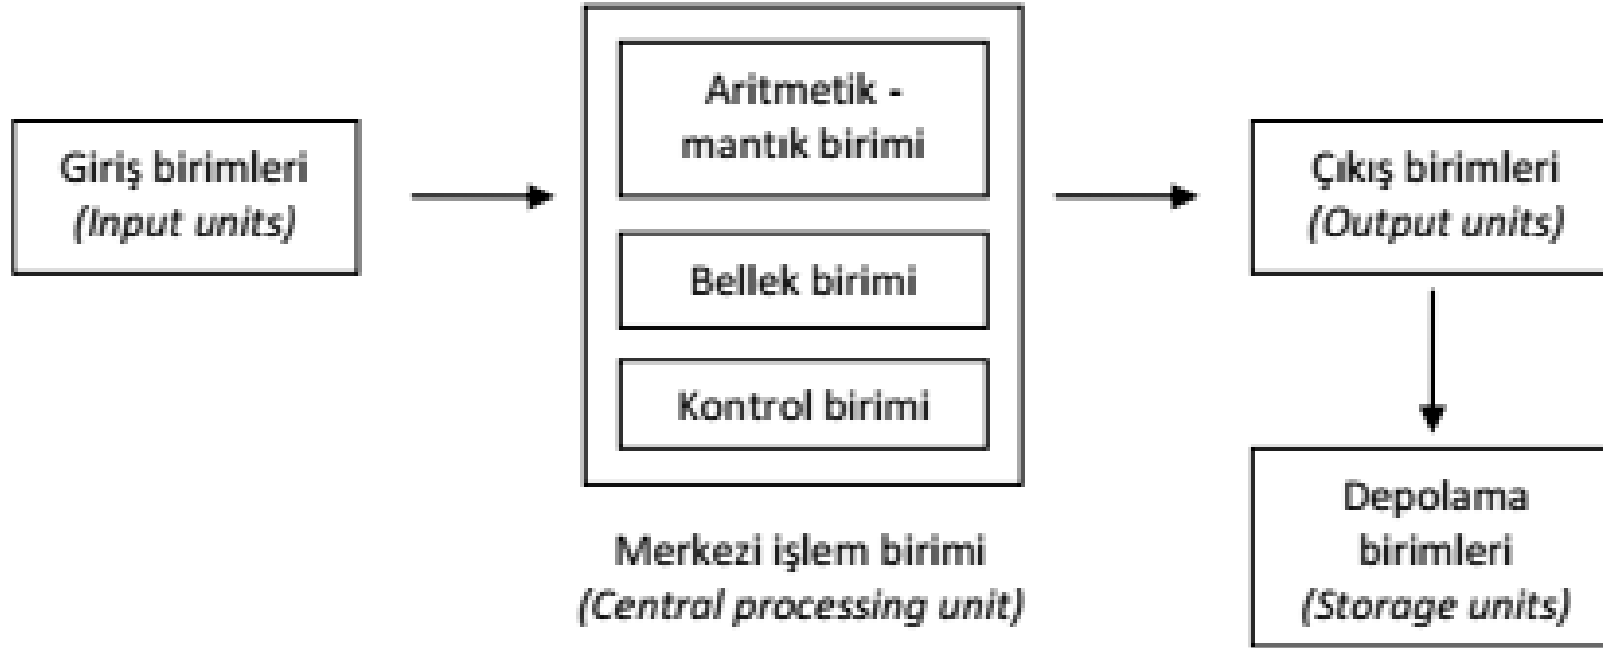 Giriş birimleri
(Input units)
Aritmetik -
mantık birimi
Bellek birimi
Kontrol birimi
Merkezi işlem birimi
(Central processing unit)
Çıkış birimleri
(Output units)
Depolama
birimleri
(Storage units)